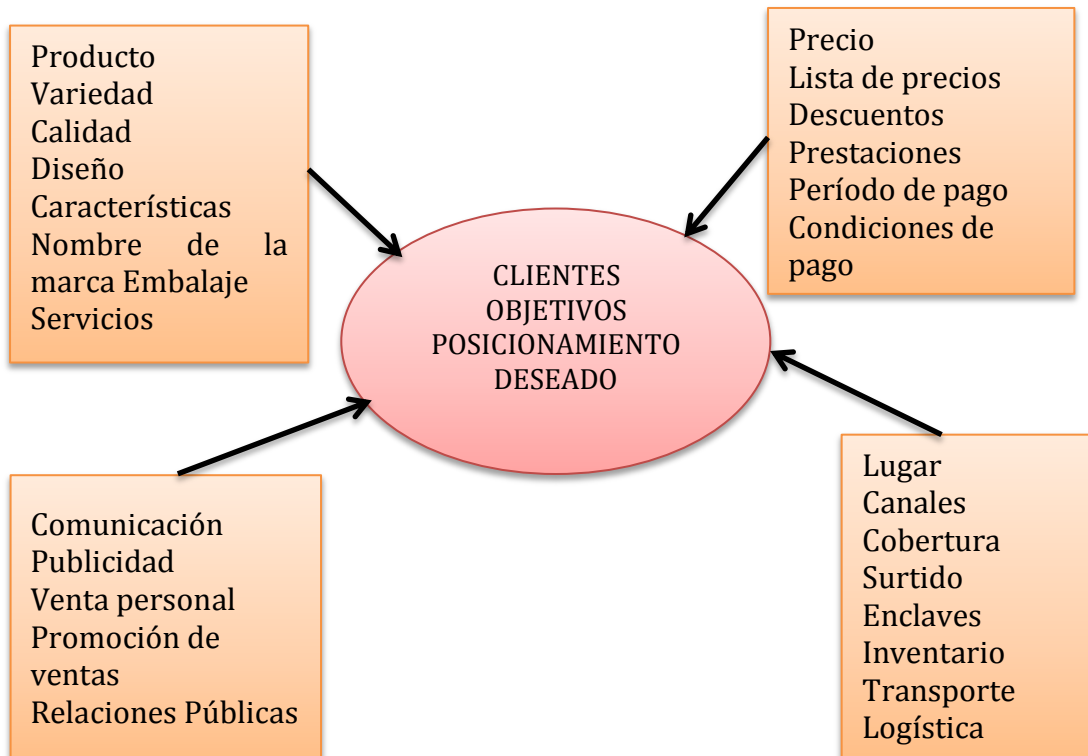 Producto
Variedad
Calidad
Diseño
Características
Nombre de la
marca Embalaje
Servicios
Precio
Lista de precios
Descuentos
Prestaciones
Período de pago
Condiciones de
pago
CLIENTES
OBJETIVOS
POSICIONAMIENTO
DESEADO
Comunicación
Publicidad
Venta personal
Promoción de
ventas
Relaciones Públicas
Lugar
Canales
Cobertura
Surtido
Enclaves
Inventario
Transporte
Logística